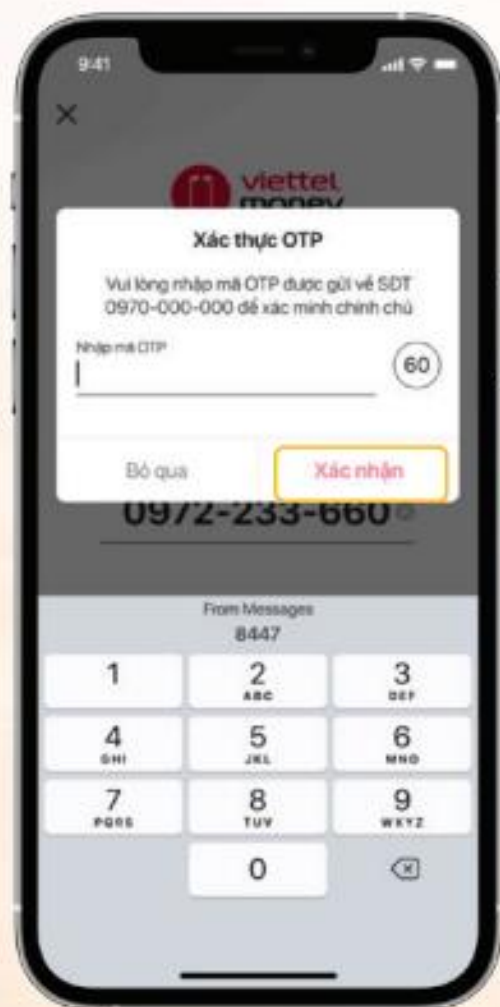 9:41
viettel
money
Xác thực OTP
Vui lòng nhập mã OTP được gửi về SĐT
0970-000-000 để xác minh chính chủ
Nhập mã OTP
60
Bỏ qua
Xác nhận
0972-233-660
From Messages
8447
1
2
ABC
3
DEF
4
GHI
5
JKL
6
MNO
7
PQRS
8
TUV
9
WXYZ
0